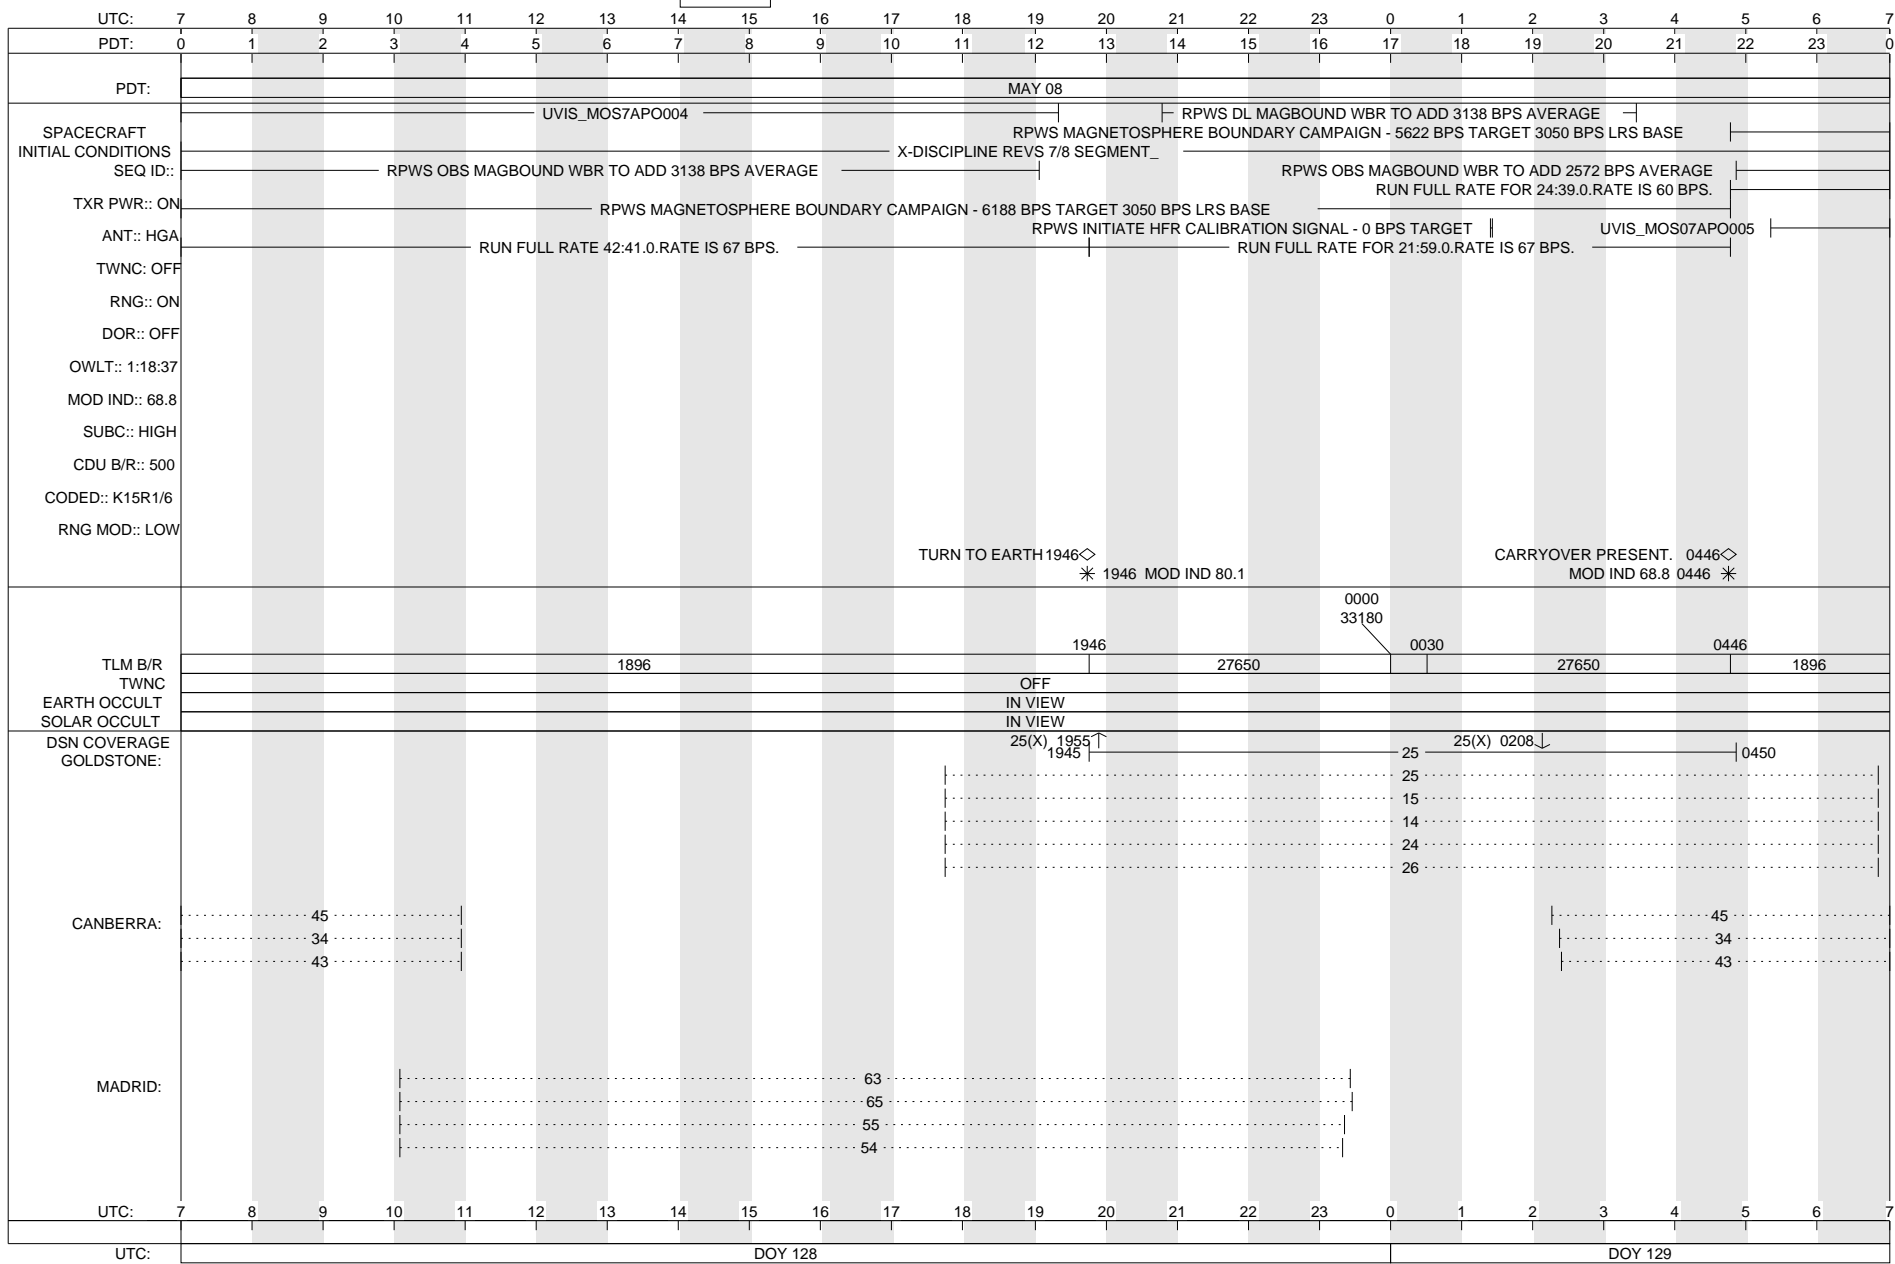 UTC: 7 8 9 10 11 12 13 14 15 16 17 18 19 20 21 22 23 0 1 2 3 4 5 6 7
PDT: 0 1 2 3 4 5 6 7 8 9 10 11 12 13 14 15 16 17 18 19 20 21 22 23 0
PDT: MAY 08
UVIS_MOS7APO004 RPWS DL MAGBOUND WBR TO ADD 3138 BPS AVERAGE
SPACECRAFT RPWS MAGNETOSPHERE BOUNDARY CAMPAIGN - 5622 BPS TARGET 3050 BPS LRS BASE
INITIAL CONDITIONS X-DISCIPLINE REVS 7/8 SEGMENT_
SEQ ID:: RPWS OBS MAGBOUND WBR TO ADD 3138 BPS AVERAGE RPWS OBS MAGBOUND WBR TO ADD 2572 BPS AVERAGE
RUN FULL RATE FOR 24:39.0.RATE IS 60 BPS.
TXR PWR:: ON RPWS MAGNETOSPHERE BOUNDARY CAMPAIGN - 6188 BPS TARGET 3050 BPS LRS BASE
ANT:: HGA RPWS INITIATE HFR CALIBRATION SIGNAL - 0 BPS TARGET UVIS_MOS07APO005
RUN FULL RATE 42:41.0.RATE IS 67 BPS. RUN FULL RATE FOR 21:59.0.RATE IS 67 BPS.
TWNC: OFF
RNG:: ON
DOR:: OFF
OWLT:: 1:18:37
MOD IND:: 68.8
SUBC:: HIGH
CDU B/R:: 500
CODED:: K15R1/6
RNG MOD:: LOW
TURN TO EARTH 1946 CARRYOVER PRESENT. 0446
1946 MOD IND 80.1 MOD IND 68.8 0446
0000
33180
1946 0030 0446
TLM B/R 1896 27650 27650 1896
TWNC OFF
EARTH OCCULT IN VIEW
SOLAR OCCULT IN VIEW
DSN COVERAGE 25(X) 1955 25(X) 0208
GOLDSTONE: 1945 25 0450
25
15
14
24
26
CANBERRA: 45 45
34 34
43 43
MADRID: 63
65
55
54
UTC: 7 8 9 10 11 12 13 14 15 16 17 18 19 20 21 22 23 0 1 2 3 4 5 6 7
UTC: DOY 128 DOY 129